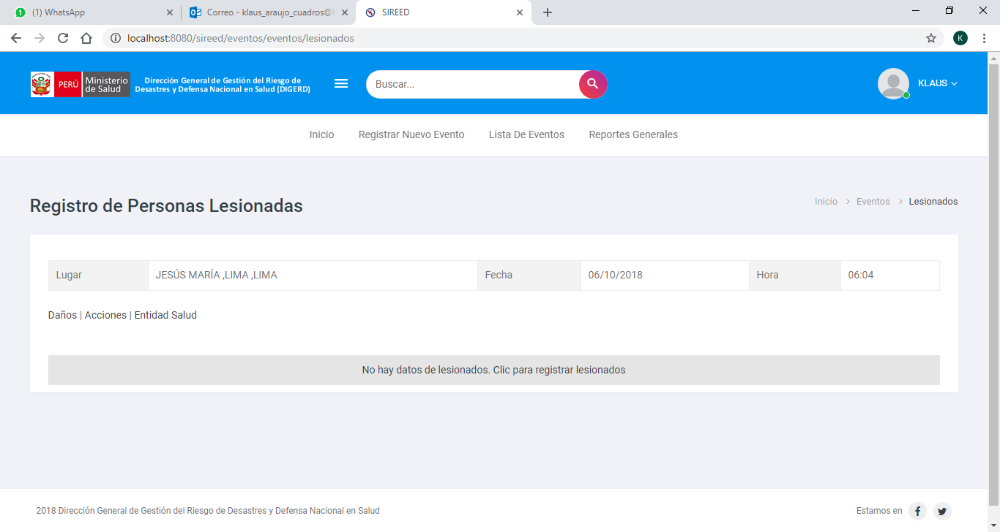 1 (1) WhatsApp
Correo - klaus_araujo_cuadros@
SIREED
localhost:8080/sireed/eventos/eventos/lesionados
K
PERÚ
Ministerio
de Salud
Dirección General de Gestión del Riesgo de
Desastres y Defensa Nacional en Salud (DIGERD)
Buscar...
KLAUS
Inicio Registrar Nuevo Evento Lista De Eventos Reportes Generales
Registro de Personas Lesionadas
Inicio > Eventos > Lesionados
Lugar JESÚS MARÍA ,LIMA ,LIMA Fecha 06/10/2018 Hora 06:04
Daños | Acciones | Entidad Salud
No hay datos de lesionados. Clic para registrar lesionados
2018 Dirección General de Gestión del Riesgo de Desastres y Defensa Nacional en Salud
Estamos en